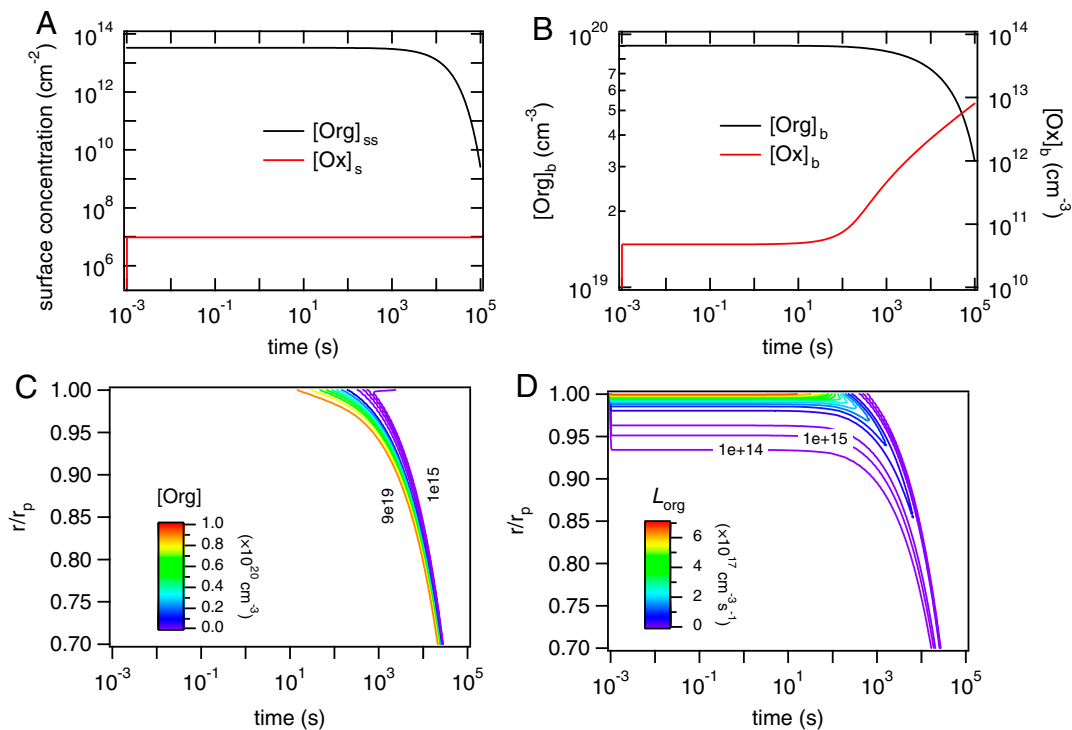 A
surface concentration (cm-2)
10^14
10^12
10^10
10^8
10^6
[Org]ss
[Ox]s
10^-3
10^-1
10^1
10^3
10^5
time (s)
B
[Org]b (cm-3)
10^20
7
6
5
4
3
2
10^19
[Org]b
[Ox]b
10^14
10^13
10^12
10^11
10^10
[Ox]b (cm-3)
10^-3
10^-1
10^1
10^3
10^5
time (s)
C
r/rp
1.00
0.95
0.90
0.85
0.80
0.75
0.70
9e19
1e15
[Org]
1.0
0.8
0.6
0.4
0.2
0.0
(×10^20 cm-3)
10^-3
10^-1
10^1
10^3
10^5
time (s)
D
r/rp
1.00
0.95
0.90
0.85
0.80
0.75
0.70
1e+15
1e+14
Lorg
6
4
2
0
(×10^17 cm-3s-1)
10^-3
10^-1
10^1
10^3
10^5
time (s)